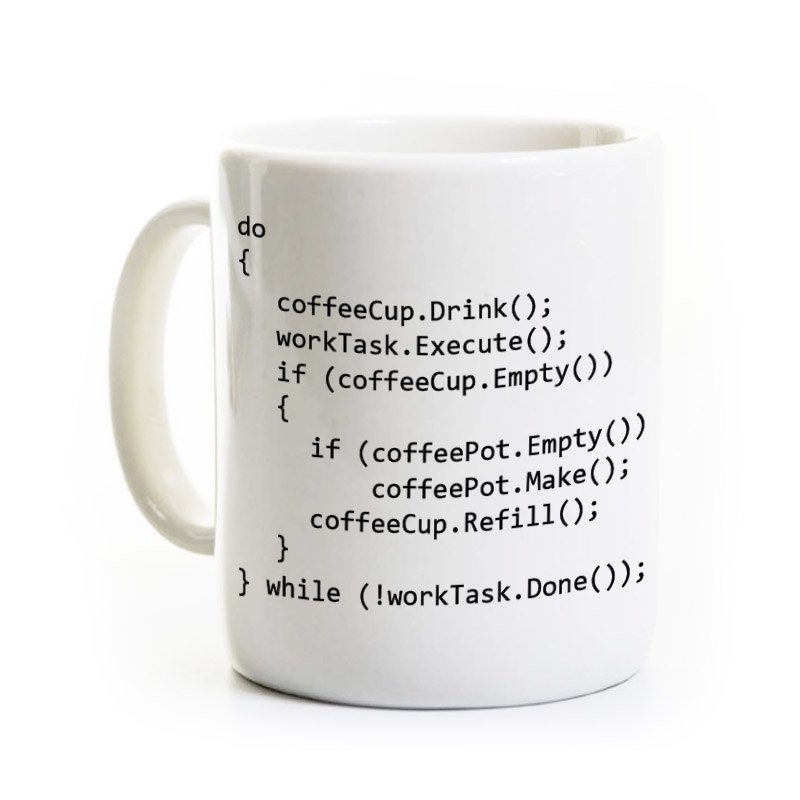 do
{
coffeeCup.Drink();
workTask.Execute();
if (coffeeCup.Empty())
{
if (coffeePot.Empty())
coffeePot.Make();
coffeeCup.Refill();
}
} while (!workTask.Done());